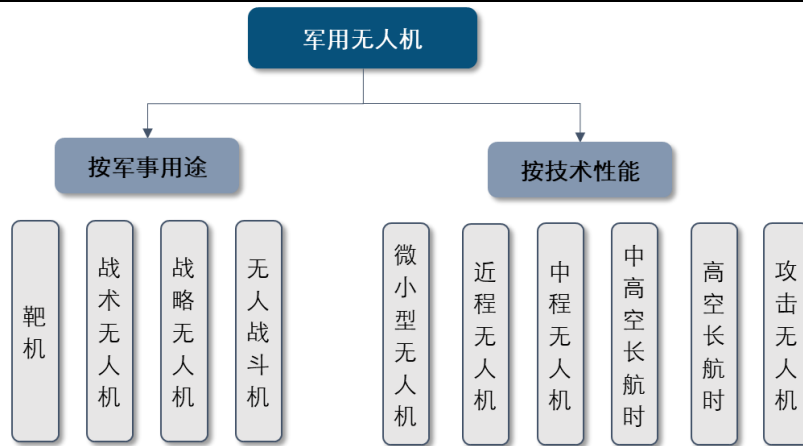 军用无人机
按军事用途
按技术性能
靶机
战术无人机
战略无人机
无人战斗机
微小型无人机
近程无人机
中程无人机
中高空长航时
高空长航时
攻击无人机